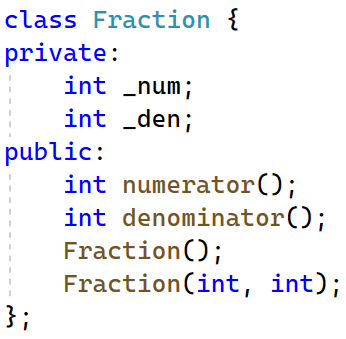 class Fraction {
private:
    int _num;
    int _den;
public:
    int numerator();
    int denominator();
    Fraction();
    Fraction(int, int);
};